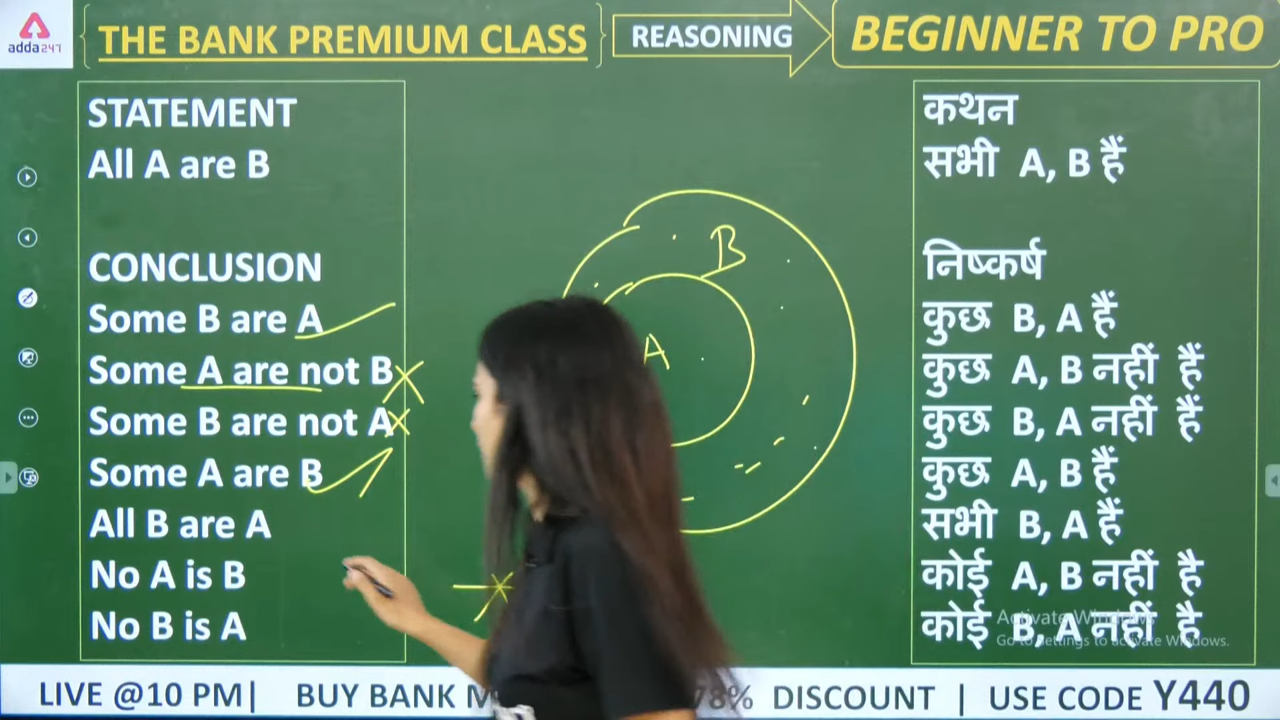 adda247
THE BANK PREMIUM CLASS
REASONING
BEGINNER TO PRO
STATEMENT
All A are B
CONCLUSION
Some B are A
Some A are not B
Some B are not A
Some A are B
All B are A
No A is B
No B is A
B
A
कथन
सभी A, B हैं
निष्कर्ष
कुछ B, A हैं
कुछ A, B नहीं हैं
कुछ B, A नहीं हैं
कुछ A, B हैं
सभी B, A हैं
कोई A, B नहीं है
कोई B, A नहीं है
Activate Windows
Go to Settings to activate Windows.
LIVE @10 PM| BUY BANK 78% DISCOUNT | USE CODE Y440